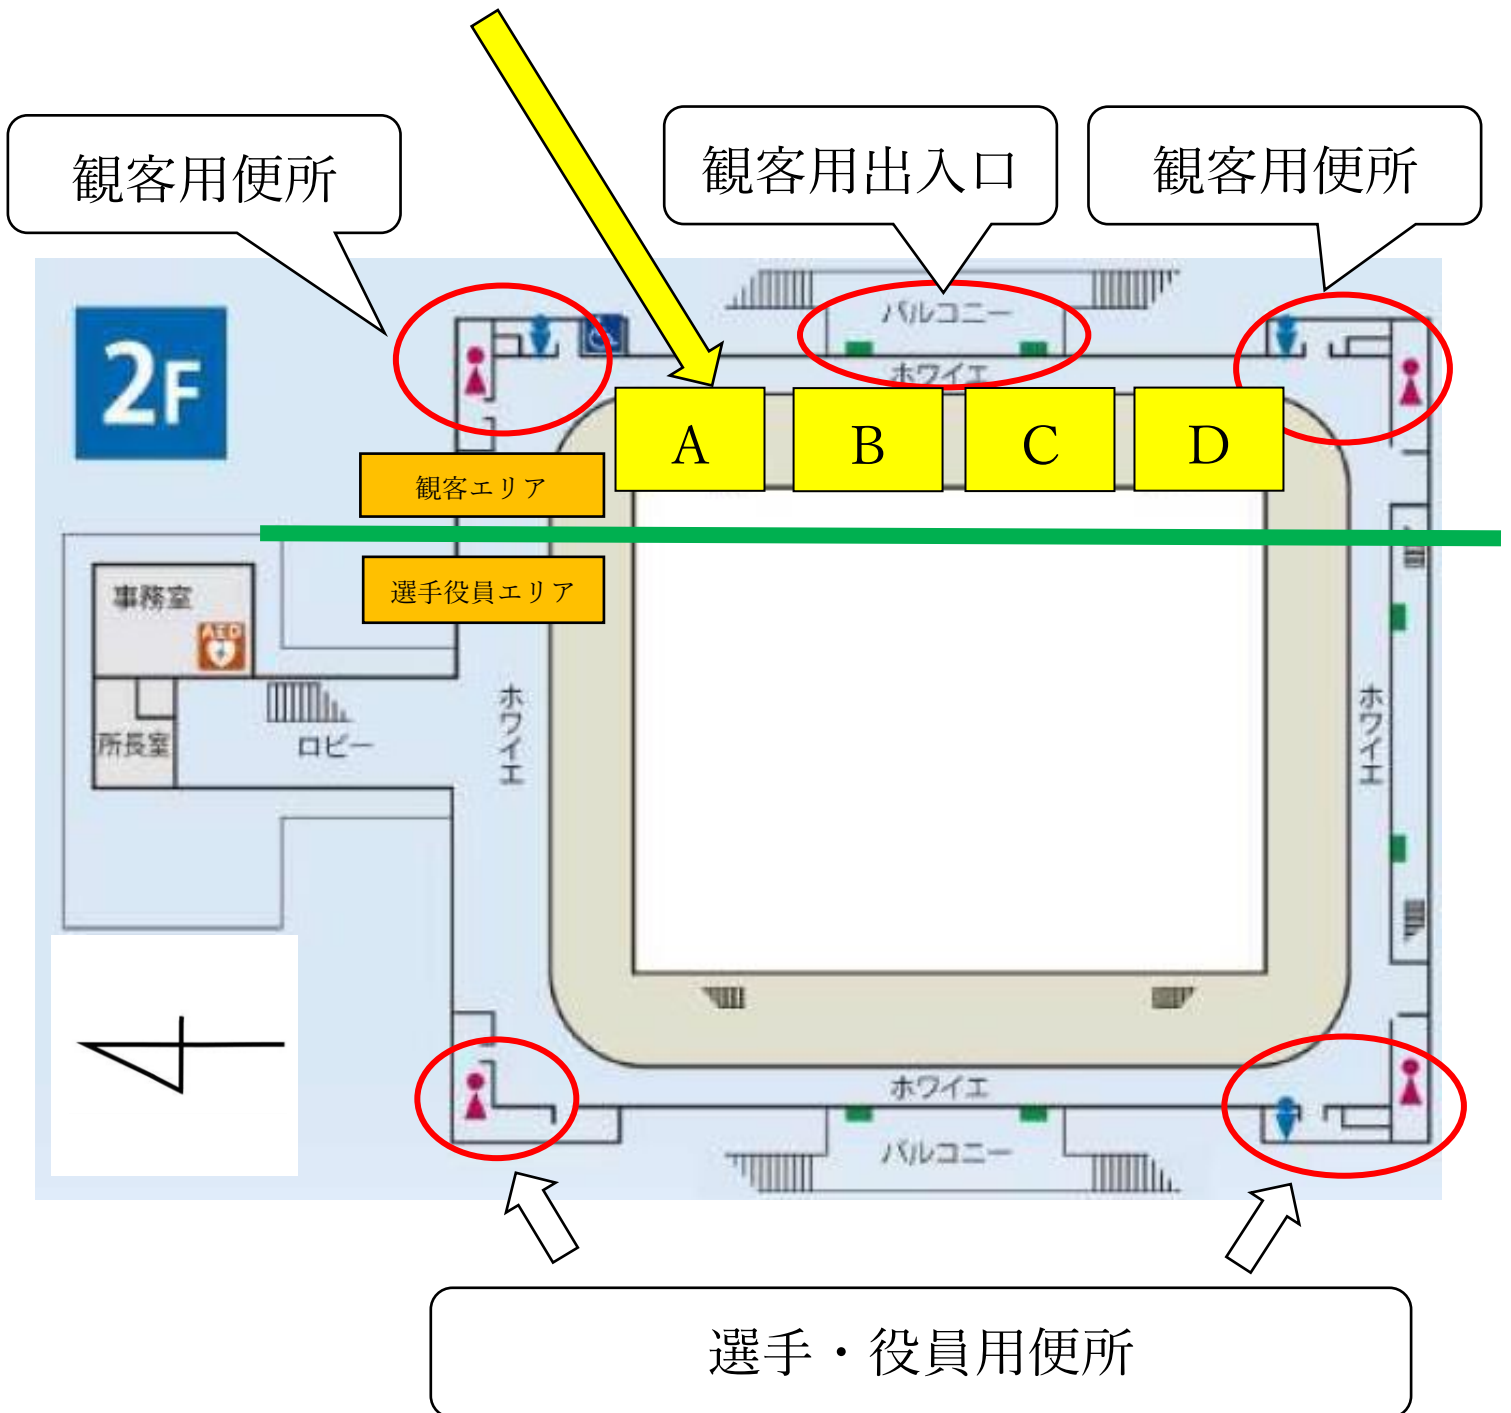 観客用便所
観客用出入口
観客用便所
バルコニー
2F
ホワイエ
A
B
C
D
観客エリア
選手役員エリア
事務室
AED
所長室
ロビー
ホワイエ
ホワイエ
ホワイエ
バルコニー
選手・役員用便所